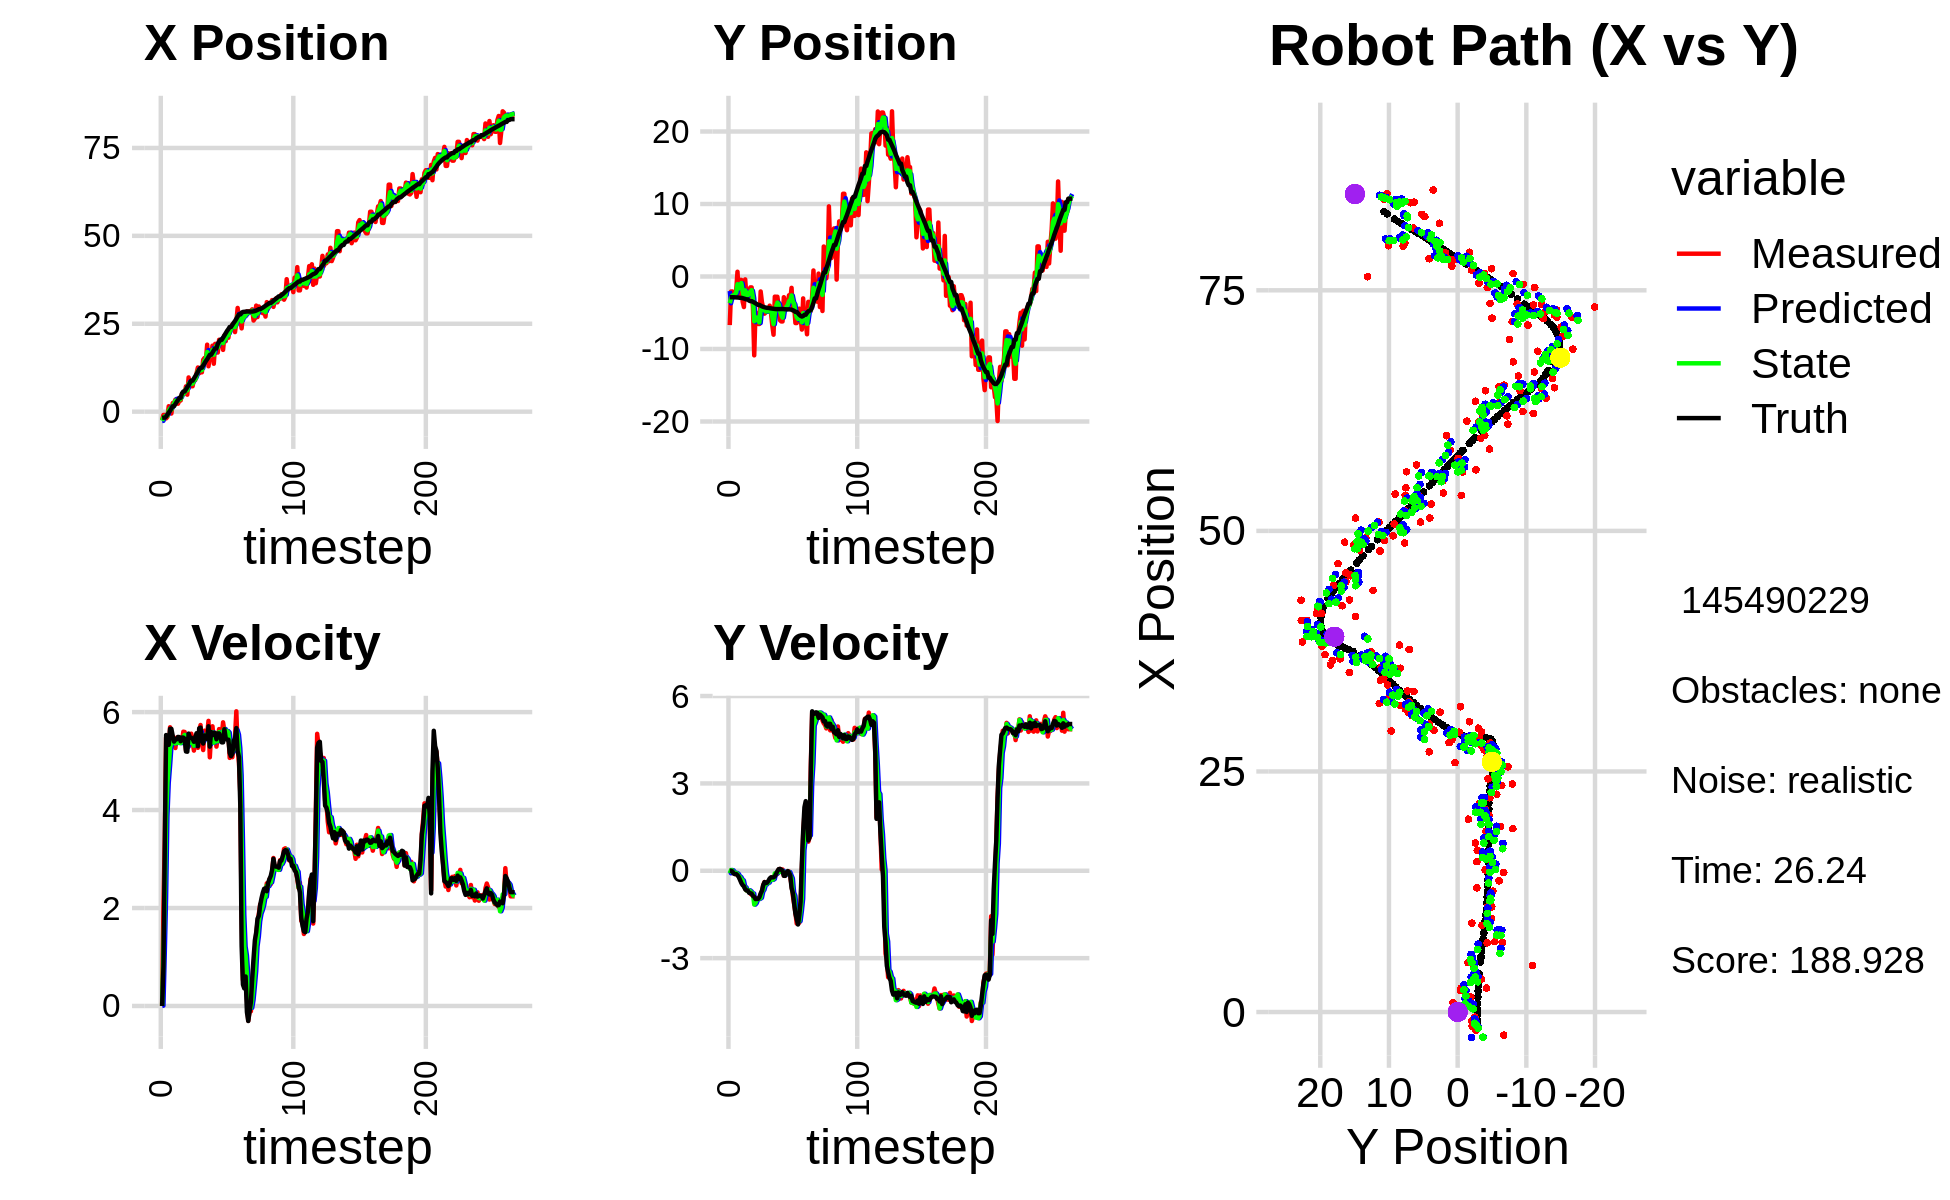 X Position
75
50
25
0
0
100
200
timestep
Y Position
20
10
0
-10
-20
0
100
200
timestep
X Velocity
6
4
2
0
0
100
200
timestep
Y Velocity
6
3
0
-3
0
100
200
timestep
Robot Path (X vs Y)
X Position
75
50
25
0
20 10 0 -10 -20
Y Position
variable
Measured
Predicted
State
Truth
145490229
Obstacles: none
Noise: realistic
Time: 26.24
Score: 188.928